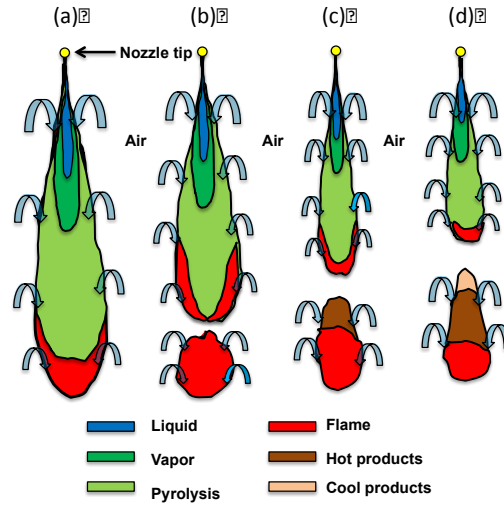 (a)⍰ (b)⍰ (c)⍰ (d)⍰
Nozzle tip
Air Air Air
Liquid Flame
Vapor Hot products
Pyrolysis Cool products